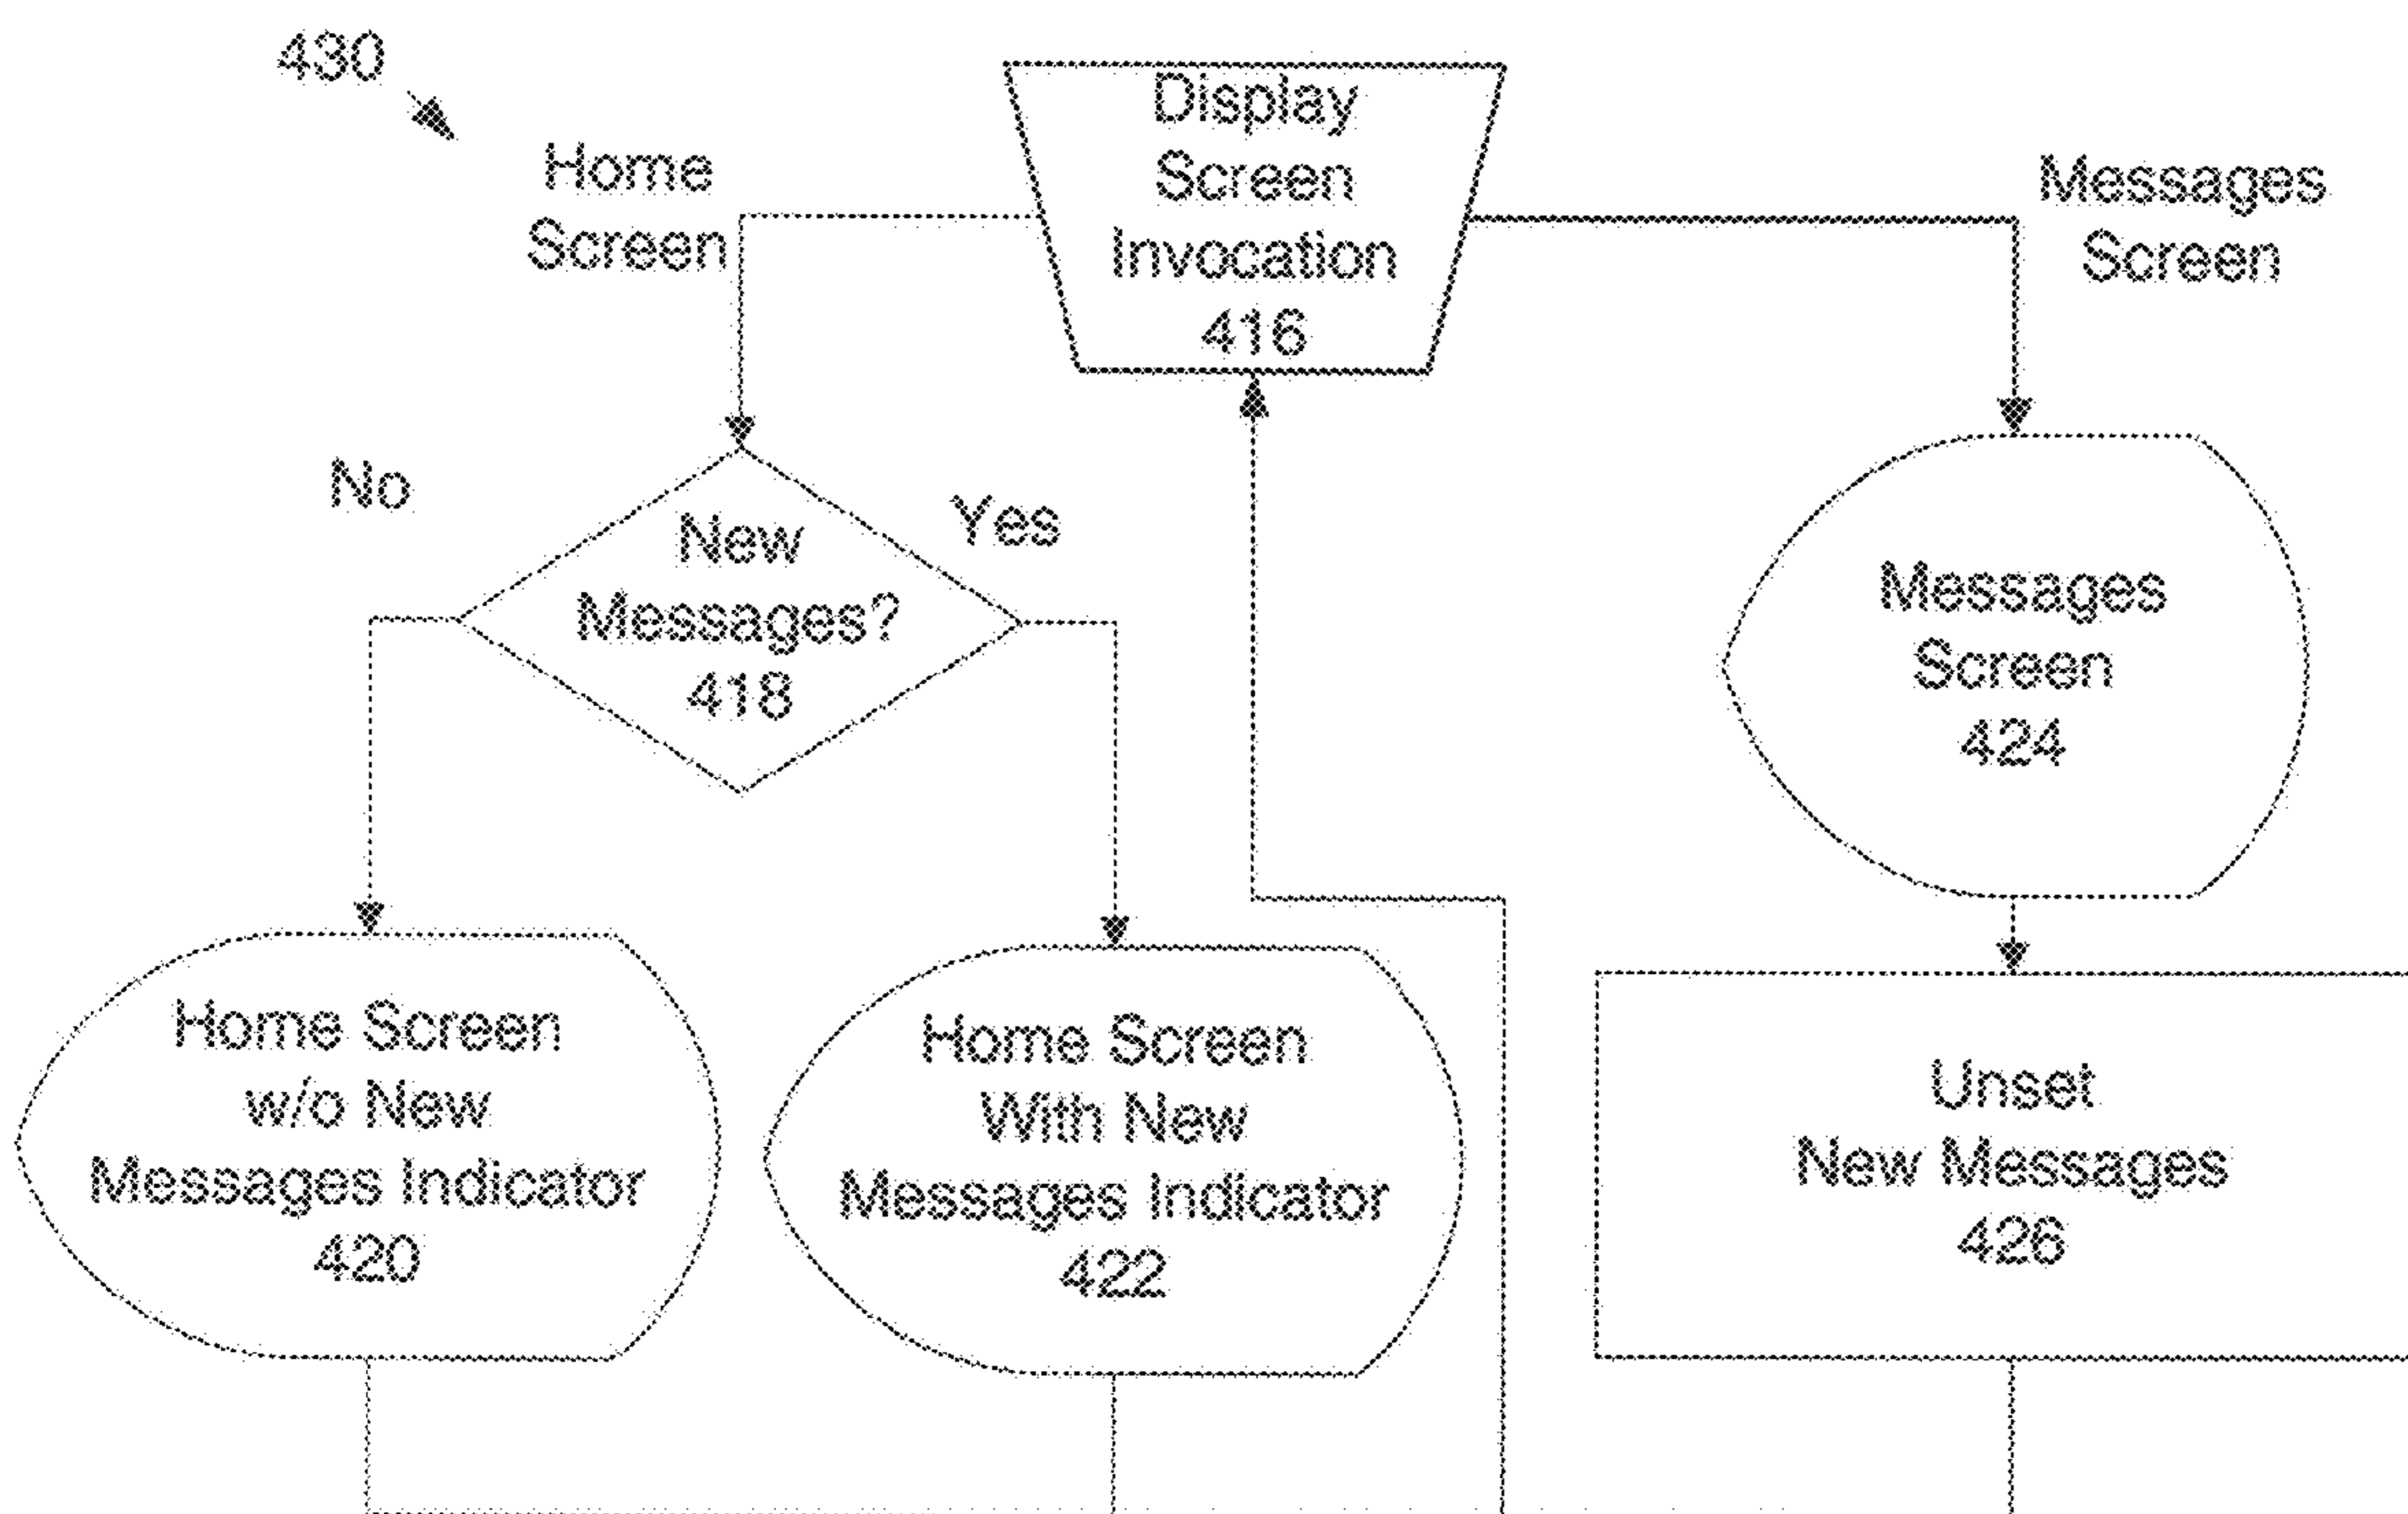 430
Display
Screen
Invocation
416
Home
Screen
Messages
Screen
No
Yes
New
Messages?
418
Messages
Screen
424
Home Screen
w/o New
Messages Indicator
420
Home Screen
With New
Messages Indicator
422
Unset
New Messages
426